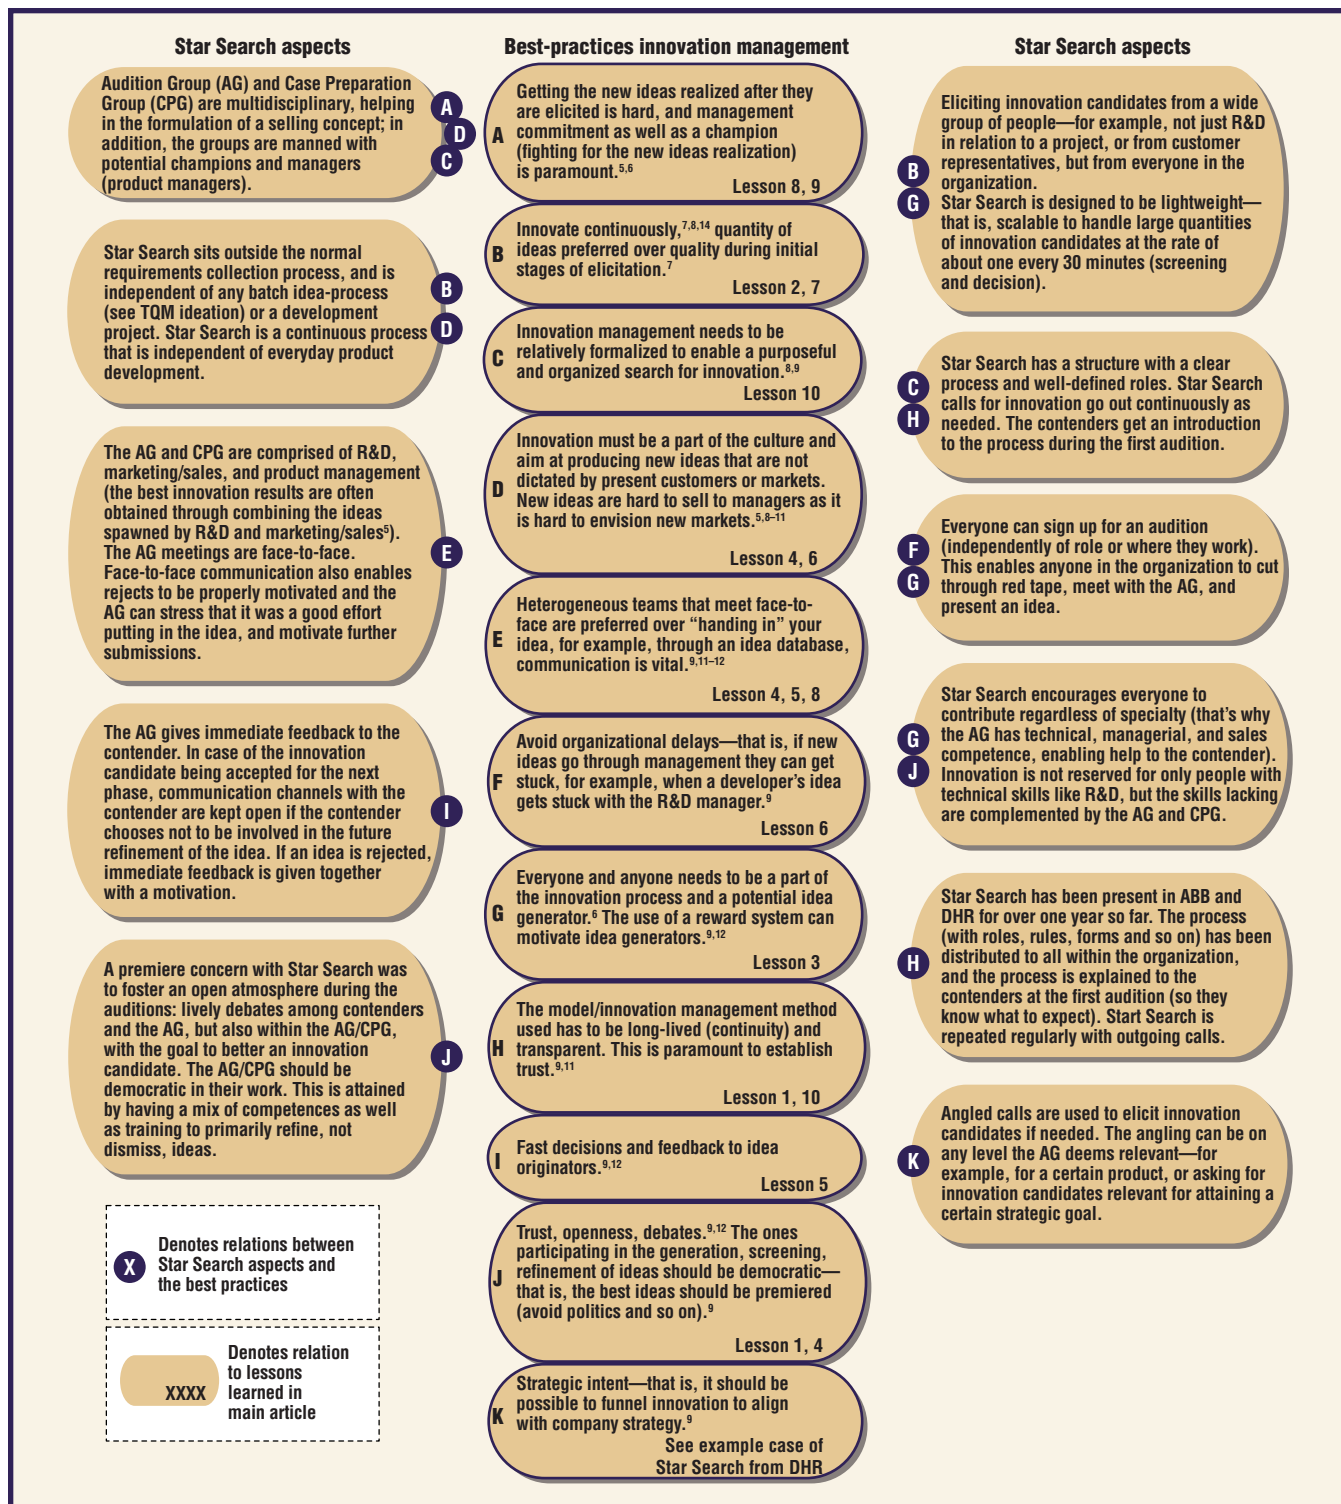 Star Search aspects
Audition Group (AG) and Case Preparation
Group (CPG) are multidisciplinary, helping
in the formulation of a selling concept; in
addition, the groups are manned with
potential champions and managers
(product managers).
A
D
C
Star Search sits outside the normal
requirements collection process, and is
independent of any batch idea-process
(see TQM ideation) or a development
project. Star Search is a continuous process
that is independent of everyday product
development.
B
D
The AG and CPG are comprised of R&D,
marketing/sales, and product management
(the best innovation results are often
obtained through combining the ideas
spawned by R&D and marketing/sales5).
The AG meetings are face-to-face.
Face-to-face communication also enables
rejects to be properly motivated and the
AG can stress that it was a good effort
putting in the idea, and motivate further
submissions.
E
The AG gives immediate feedback to the
contender. In case of the innovation
candidate being accepted for the next
phase, communication channels with the
contender are kept open if the contender
chooses not to be involved in the future
refinement of the idea. If an idea is rejected,
immediate feedback is given together
with a motivation.
I
A premiere concern with Star Search was
to foster an open atmosphere during the
auditions: lively debates among contenders
and the AG, but also within the AG/CPG,
with the goal to better an innovation
candidate. The AG/CPG should be
democratic in their work. This is attained
by having a mix of competences as well
as training to primarily refine, not
dismiss, ideas.
J
X
Denotes relations between
Star Search aspects and
the best practices
XXXX
Denotes relation
to lessons
learned in
main article
Best-practices innovation management
A
Getting the new ideas realized after they
are elicited is hard, and management
commitment as well as a champion
(fighting for the new ideas realization)
is paramount.5,6
Lesson 8, 9
B
Innovate continuously,7,8,14 quantity of
ideas preferred over quality during initial
stages of elicitation.7
Lesson 2, 7
C
Innovation management needs to be
relatively formalized to enable a purposeful
and organized search for innovation.8,9
Lesson 10
D
Innovation must be a part of the culture and
aim at producing new ideas that are not
dictated by present customers or markets.
New ideas are hard to sell to managers as it
is hard to envision new markets.5,8–11
Lesson 4, 6
E
Heterogeneous teams that meet face-to-
face are preferred over “handing in” your
idea, for example, through an idea database,
communication is vital.9,11–12
Lesson 4, 5, 8
F
Avoid organizational delays—that is, if new
ideas go through management they can get
stuck, for example, when a developer’s idea
gets stuck with the R&D manager.9
Lesson 6
G
Everyone and anyone needs to be a part of
the innovation process and a potential idea
generator.6 The use of a reward system can
motivate idea generators.9,12
Lesson 3
H
The model/innovation management method
used has to be long-lived (continuity) and
transparent. This is paramount to establish
trust.9,11
Lesson 1, 10
I
Fast decisions and feedback to idea
originators.9,12
Lesson 5
J
Trust, openness, debates.9,12 The ones
participating in the generation, screening,
refinement of ideas should be democratic—
that is, the best ideas should be premiered
(avoid politics and so on).9
Lesson 1, 4
K
Strategic intent—that is, it should be
possible to funnel innovation to align
with company strategy.9
See example case of
Star Search from DHR
Star Search aspects
B
G
Eliciting innovation candidates from a wide
group of people—for example, not just R&D
in relation to a project, or from customer
representatives, but from everyone in the
organization.
Star Search is designed to be lightweight—
that is, scalable to handle large quantities
of innovation candidates at the rate of
about one every 30 minutes (screening
and decision).
C
H
Star Search has a structure with a clear
process and well-defined roles. Star Search
calls for innovation go out continuously as
needed. The contenders get an introduction
to the process during the first audition.
F
G
Everyone can sign up for an audition
(independently of role or where they work).
This enables anyone in the organization to cut
through red tape, meet with the AG, and
present an idea.
G
J
Star Search encourages everyone to
contribute regardless of specialty (that’s why
the AG has technical, managerial, and sales
competence, enabling help to the contender).
Innovation is not reserved for only people with
technical skills like R&D, but the skills lacking
are complemented by the AG and CPG.
H
Star Search has been present in ABB and
DHR for over one year so far. The process
(with roles, rules, forms and so on) has been
distributed to all within the organization,
and the process is explained to the
contenders at the first audition (so they
know what to expect). Start Search is
repeated regularly with outgoing calls.
K
Angled calls are used to elicit innovation
candidates if needed. The angling can be on
any level the AG deems relevant—for
example, for a certain product, or asking for
innovation candidates relevant for attaining a
certain strategic goal.